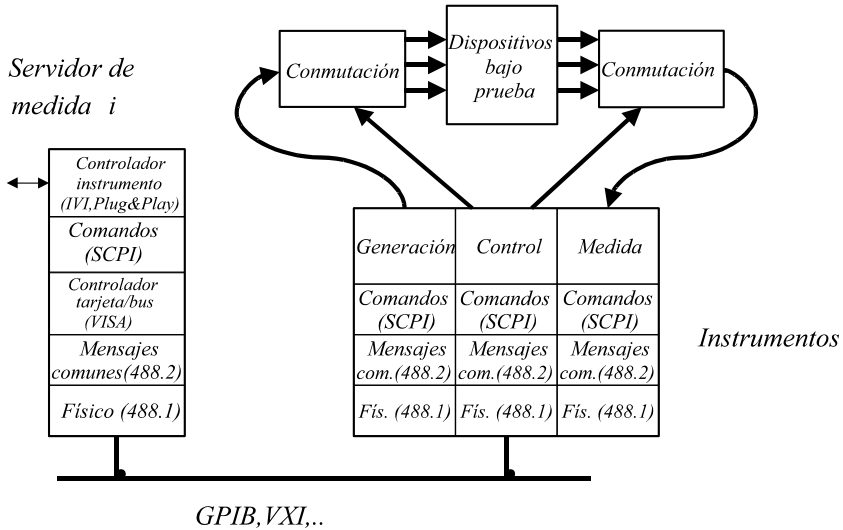 Servidor de
medida i
Conmutación
Dispositivos
bajo
prueba
Conmutación
Controlador
instrumento
(IVI,Plug&Play)
Comandos
(SCPI)
Controlador
tarjeta/bus
(VISA)
Mensajes
comunes(488.2)
Físico (488.1)
Generación
Control
Medida
Comandos
(SCPI)
Comandos
(SCPI)
Comandos
(SCPI)
Mensajes
com.(488.2)
Mensajes
com.(488.2)
Mensajes
com.(488.2)
Fís. (488.1)
Fís. (488.1)
Fís. (488.1)
Instrumentos
GPIB,VXI,..